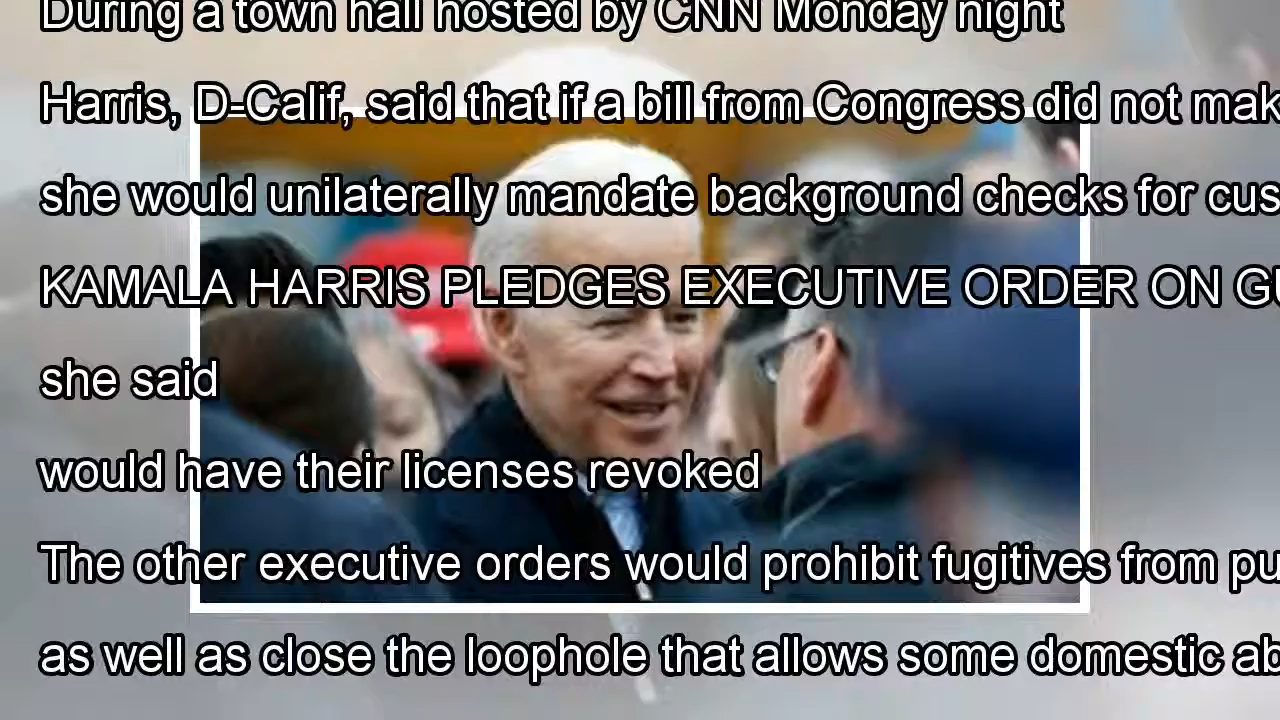 During a town hall hosted by CNN Monday night
Harris, D-Calif, said that if a bill from Congress did not mak
she would unilaterally mandate background checks for cus
KAMALA HARRIS PLEDGES EXECUTIVE ORDER ON GU
she said
would have their licenses revoked
The other executive orders would prohibit fugitives from pu
as well as close the loophole that allows some domestic ab